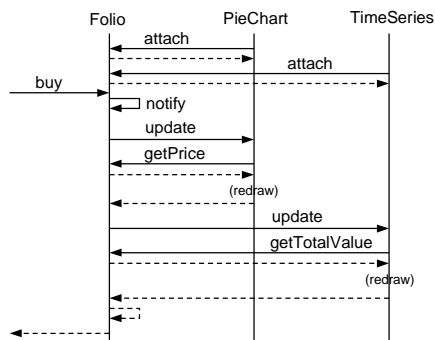 Folio PieChart TimeSeries
attach
attach
buy
notify
update
getPrice
(redraw)
update
getTotalValue
(redraw)